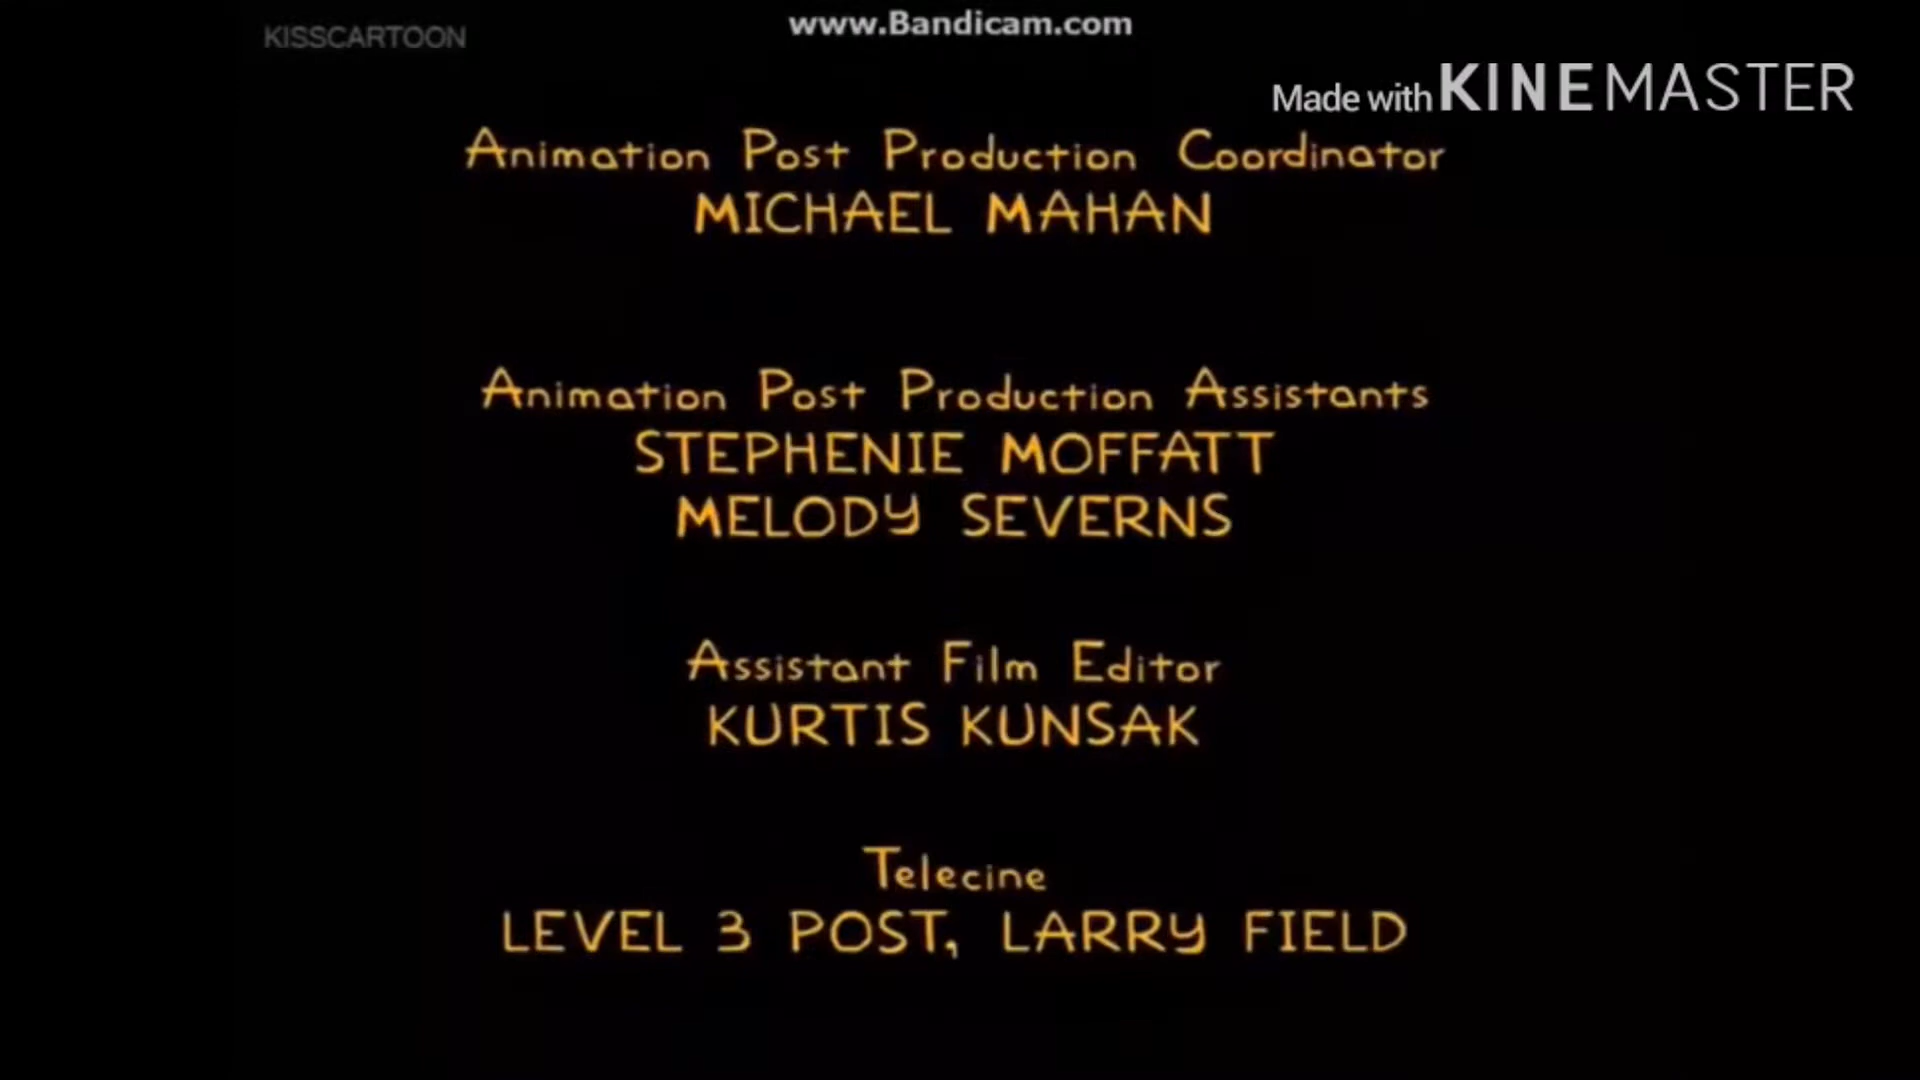 KISSCARTOON
www.Bandicam.com
Made with KINEMASTER
Animation Post Production Coordinator
MICHAEL MAHAN
Animation Post Production Assistants
STEPHENIE MOFFATT
MELODY SEVERNS
Assistant Film Editor
KURTIS KUNSAK
Telecine
LEVEL 3 POST, LARRY FIELD